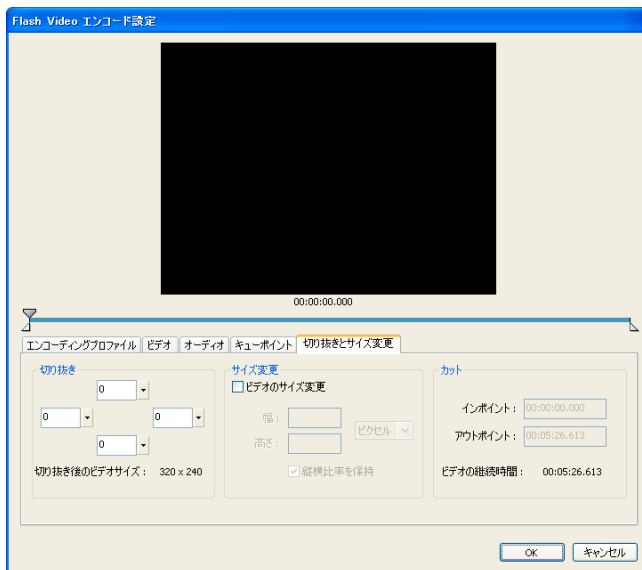 Flash Video エンコード設定
00:00:00.000
エンコーディングプロファイル ビデオ オーディオ キューポイント 切り抜きとサイズ変更
切り抜き
0
0 0
0
切り抜き後のビデオサイズ： 320 x 240
サイズ変更
ビデオのサイズ変更
幅：
ピクセル
高さ：
縦横比率を保持
カット
インポイント： 00:00:00.000
アウトポイント： 00:05:26.613
ビデオの継続時間： 00:05:26.613
OK キャンセル